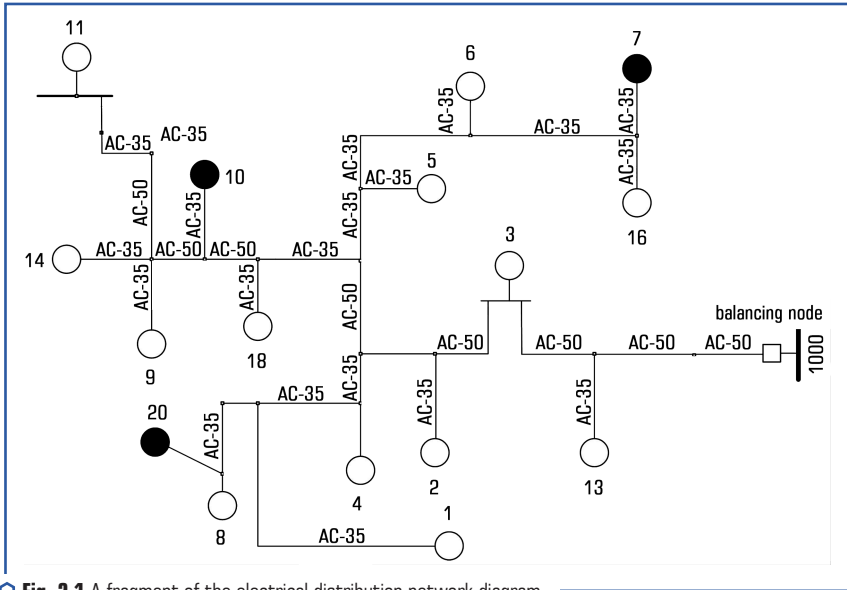 11
7
6
AC-35
AC-35
AC-35
AC-35
AC-35
AC-35
5
AC-35
10
AC-35
AC-50
AC-35
AC-35
AC-35
16
3
14
AC-35
AC-50
AC-50
AC-35
AC-35
AC-35
AC-50
balancing node
AC-50
AC-50
AC-50
AC-50
1000
18
9
AC-35
AC-35
AC-35
AC-35
20
AC-35
13
2
4
8
1
AC-35
Fig. 2.1 A fragment of the electrical distribution network diagram